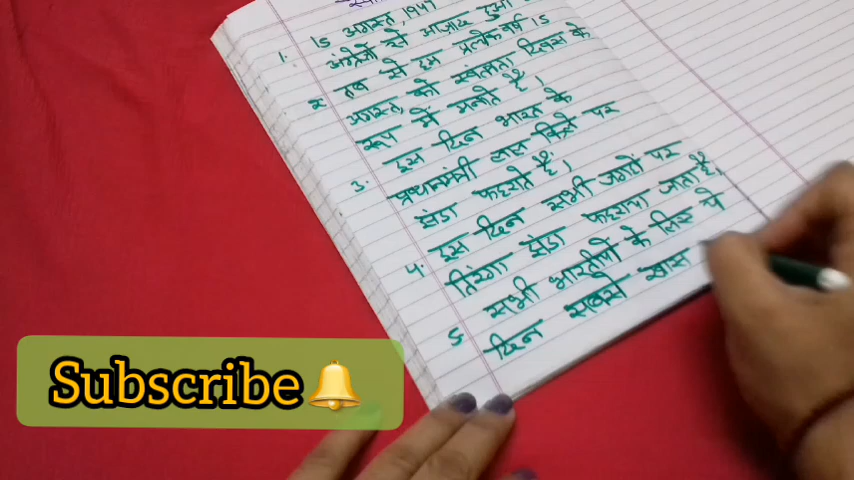 1. 15 अगस्त, 1947
अंग्रेजों से आजाद हुआ
2. तब से हम प्रत्येक वर्ष 15
अगस्त, को स्वंतत्रता दिवस के
रूप में मनाते हैं।
3. इस दिन भारत के
प्रधानमंत्री लाल किले पर
झंडा फहराते हैं।
4. इस दिन सभी जगहों पर
तिरंगा झंडा फहराया जाता है,
5. सभी भारतीयो के लिए ये
दिन सबसे खास
Subscribe